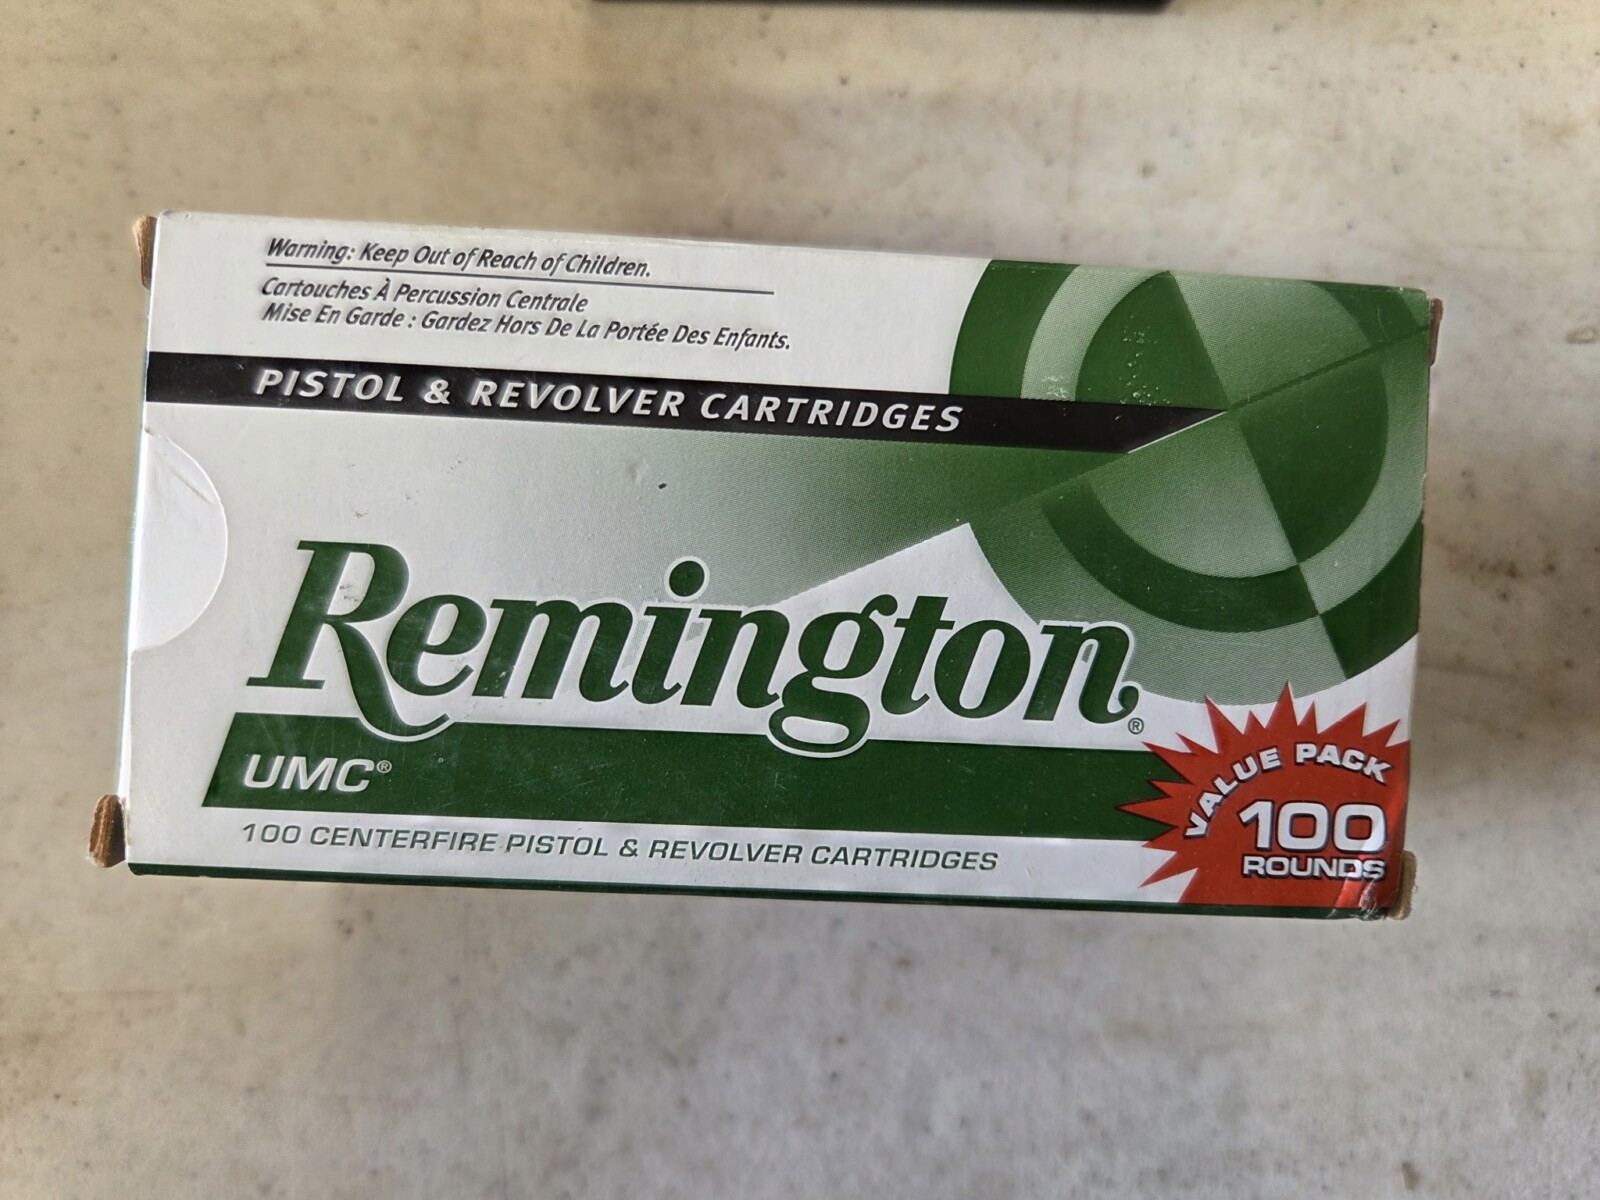 Warning: Keep Out of Reach of Children.
Cartouches À Percussion Centrale
Mise En Garde : Gardez Hors De La Portée Des Enfants.
PISTOL & REVOLVER CARTRIDGES
Remington®
UMC®
100 CENTERFIRE PISTOL & REVOLVER CARTRIDGES
VALUE PACK
100
ROUNDS